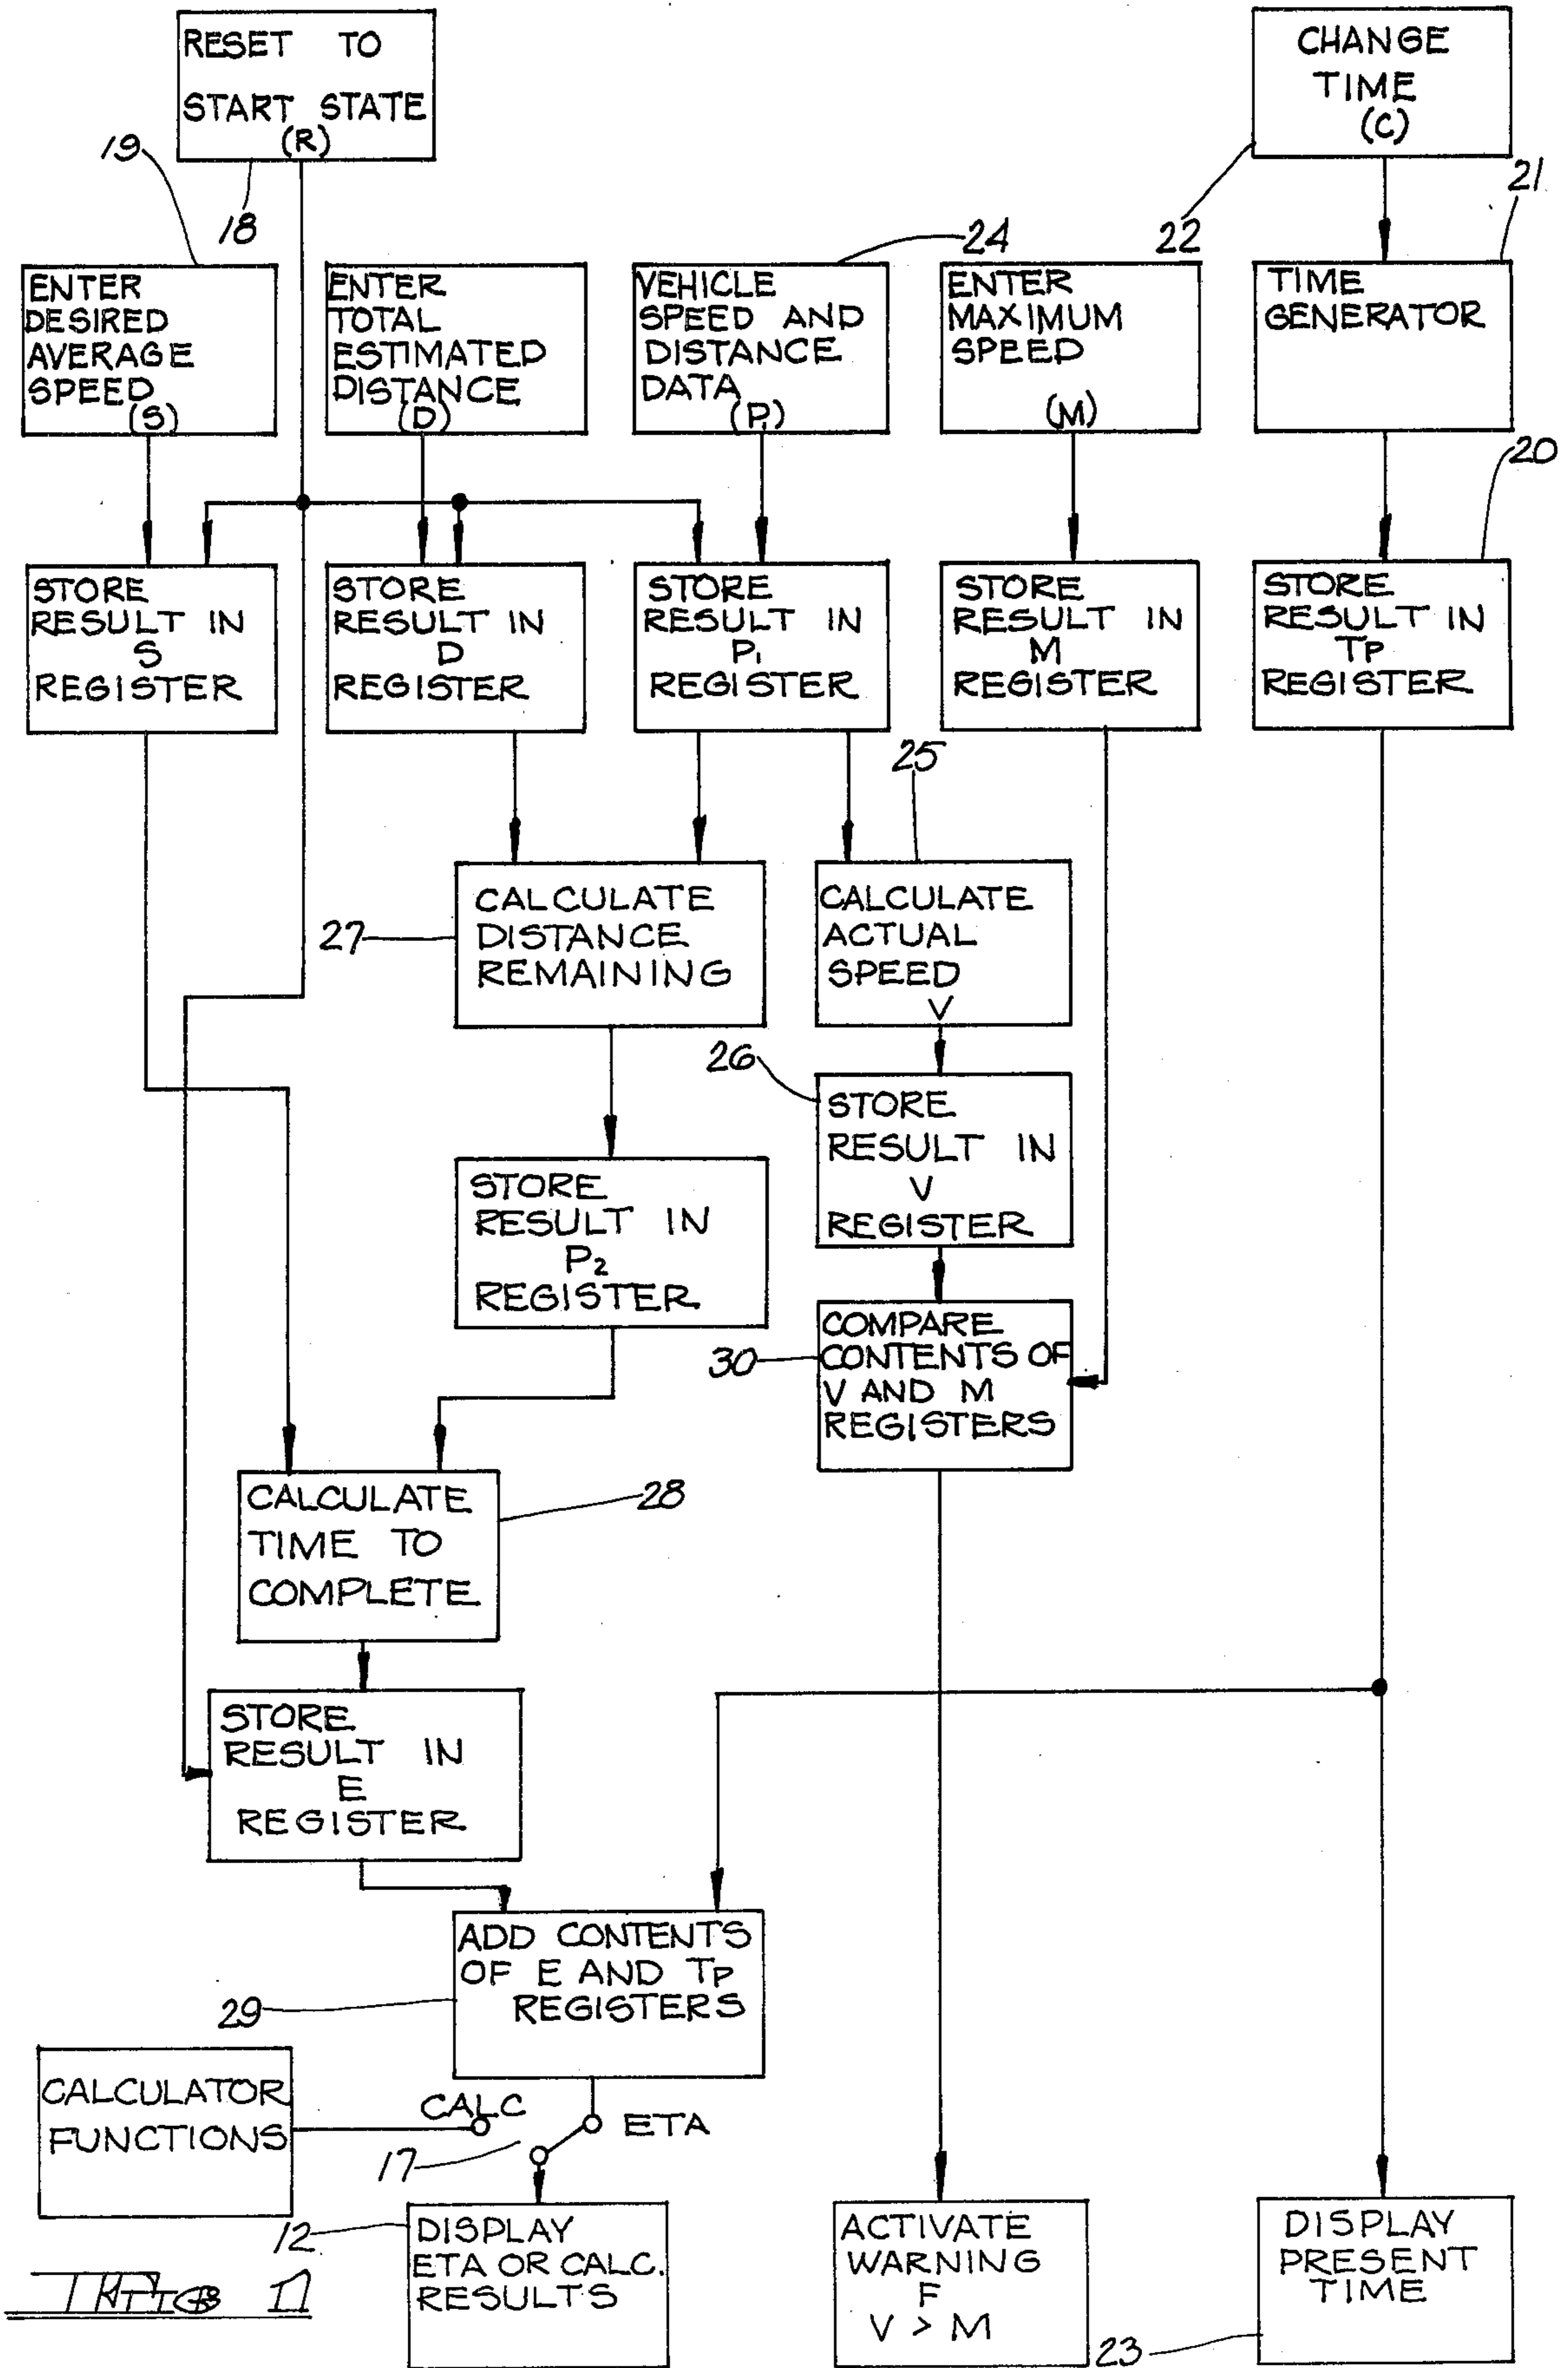 RESET TO
START STATE
(R)
CHANGE
TIME
(C)
19
18
22
21
24
ENTER
DESIRED
AVERAGE
SPEED
(S)
ENTER
TOTAL
ESTIMATED
DISTANCE
(D)
VEHICLE
SPEED AND
DISTANCE
DATA
(P)
ENTER
MAXIMUM
SPEED
(M)
TIME
GENERATOR
20
STORE
RESULT IN
S
REGISTER
STORE
RESULT IN
D
REGISTER
STORE
RESULT IN
P1
REGISTER
STORE
RESULT IN
M
REGISTER
STORE
RESULT IN
TP
REGISTER
25
27
CALCULATE
DISTANCE
REMAINING
CALCULATE
ACTUAL
SPEED
V
26
STORE
RESULT IN
V
REGISTER
STORE
RESULT IN
P2
REGISTER
30
COMPARE
CONTENTS OF
V AND M
REGISTERS
CALCULATE
TIME TO
COMPLETE
28
STORE
RESULT IN
E
REGISTER
ADD CONTENTS
OF E AND TP
REGISTERS
29
CALCULATOR
FUNCTIONS
CALC
ETA
17
12
DISPLAY
ETA OR CALC.
RESULTS
ACTIVATE
WARNING
F
V > M
DISPLAY
PRESENT
TIME
23